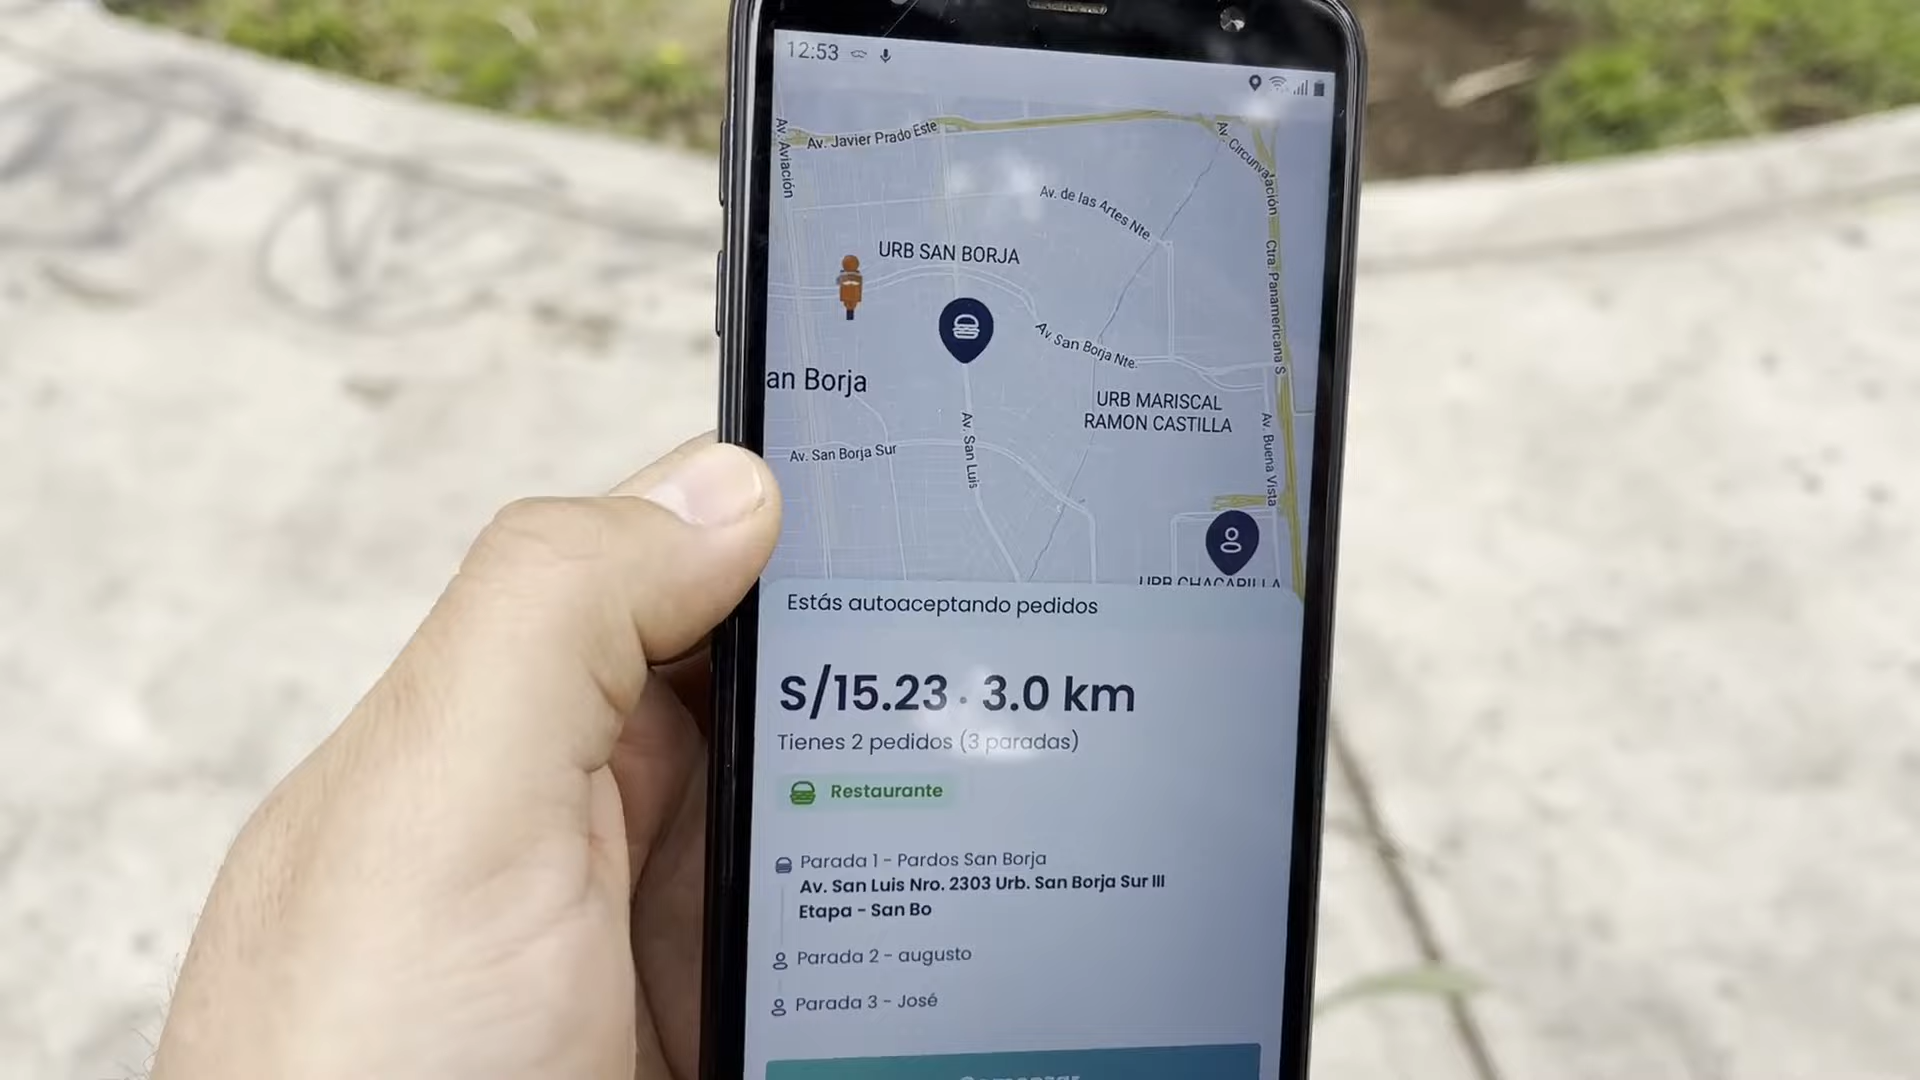 12:53
Av. Javier Prado Este
Av. Aviación
Av. Circunvalación
Av. de las Artes Nte.
URB SAN BORJA
Ctra. Panamericana S
Av. San Borja Nte.
an Borja
URB MARISCAL
RAMON CASTILLA
Av. San Luis
Av. Buena Vista
Av. San Borja Sur
URB CHACARILLA
Estás autoaceptando pedidos
S/15.23 · 3.0 km
Tienes 2 pedidos (3 paradas)
Restaurante
Parada 1 - Pardos San Borja
Av. San Luis Nro. 2303 Urb. San Borja Sur III
Etapa - San Bo
Parada 2 - augusto
Parada 3 - José